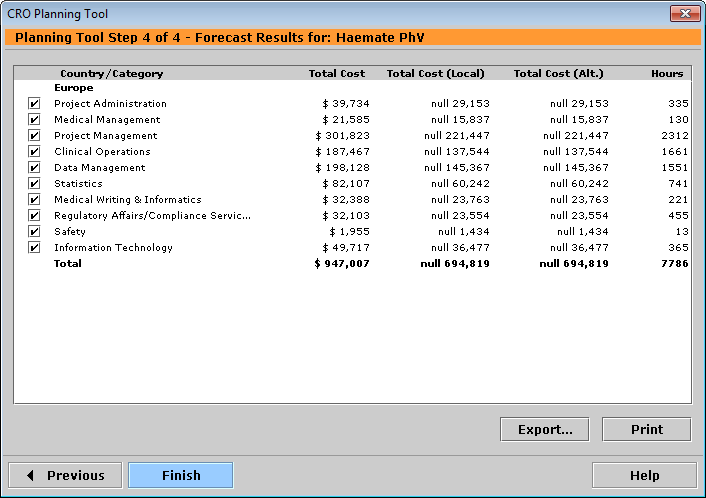 CRO Planning Tool
Planning Tool Step 4 of 4 - Forecast Results for: Haemate PhV
Country/Category Total Cost Total Cost (Local) Total Cost (Alt.) Hours
Europe
Project Administration $ 39,734 null 29,153 null 29,153 335
Medical Management $ 21,585 null 15,837 null 15,837 130
Project Management $ 301,823 null 221,447 null 221,447 2312
Clinical Operations $ 187,467 null 137,544 null 137,544 1661
Data Management $ 198,128 null 145,367 null 145,367 1551
Statistics $ 82,107 null 60,242 null 60,242 741
Medical Writing & Informatics $ 32,388 null 23,763 null 23,763 221
Regulatory Affairs/Compliance Servic... $ 32,103 null 23,554 null 23,554 455
Safety $ 1,955 null 1,434 null 1,434 13
Information Technology $ 49,717 null 36,477 null 36,477 365
Total $ 947,007 null 694,819 null 694,819 7786
Export... Print
Previous Finish Help